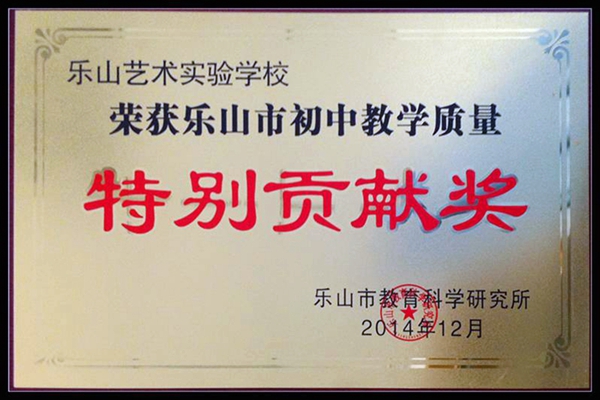 乐山艺术实验学校
荣获乐山市初中教学质量
特别贡献奖
乐山市教育科学研究所
2014年12月